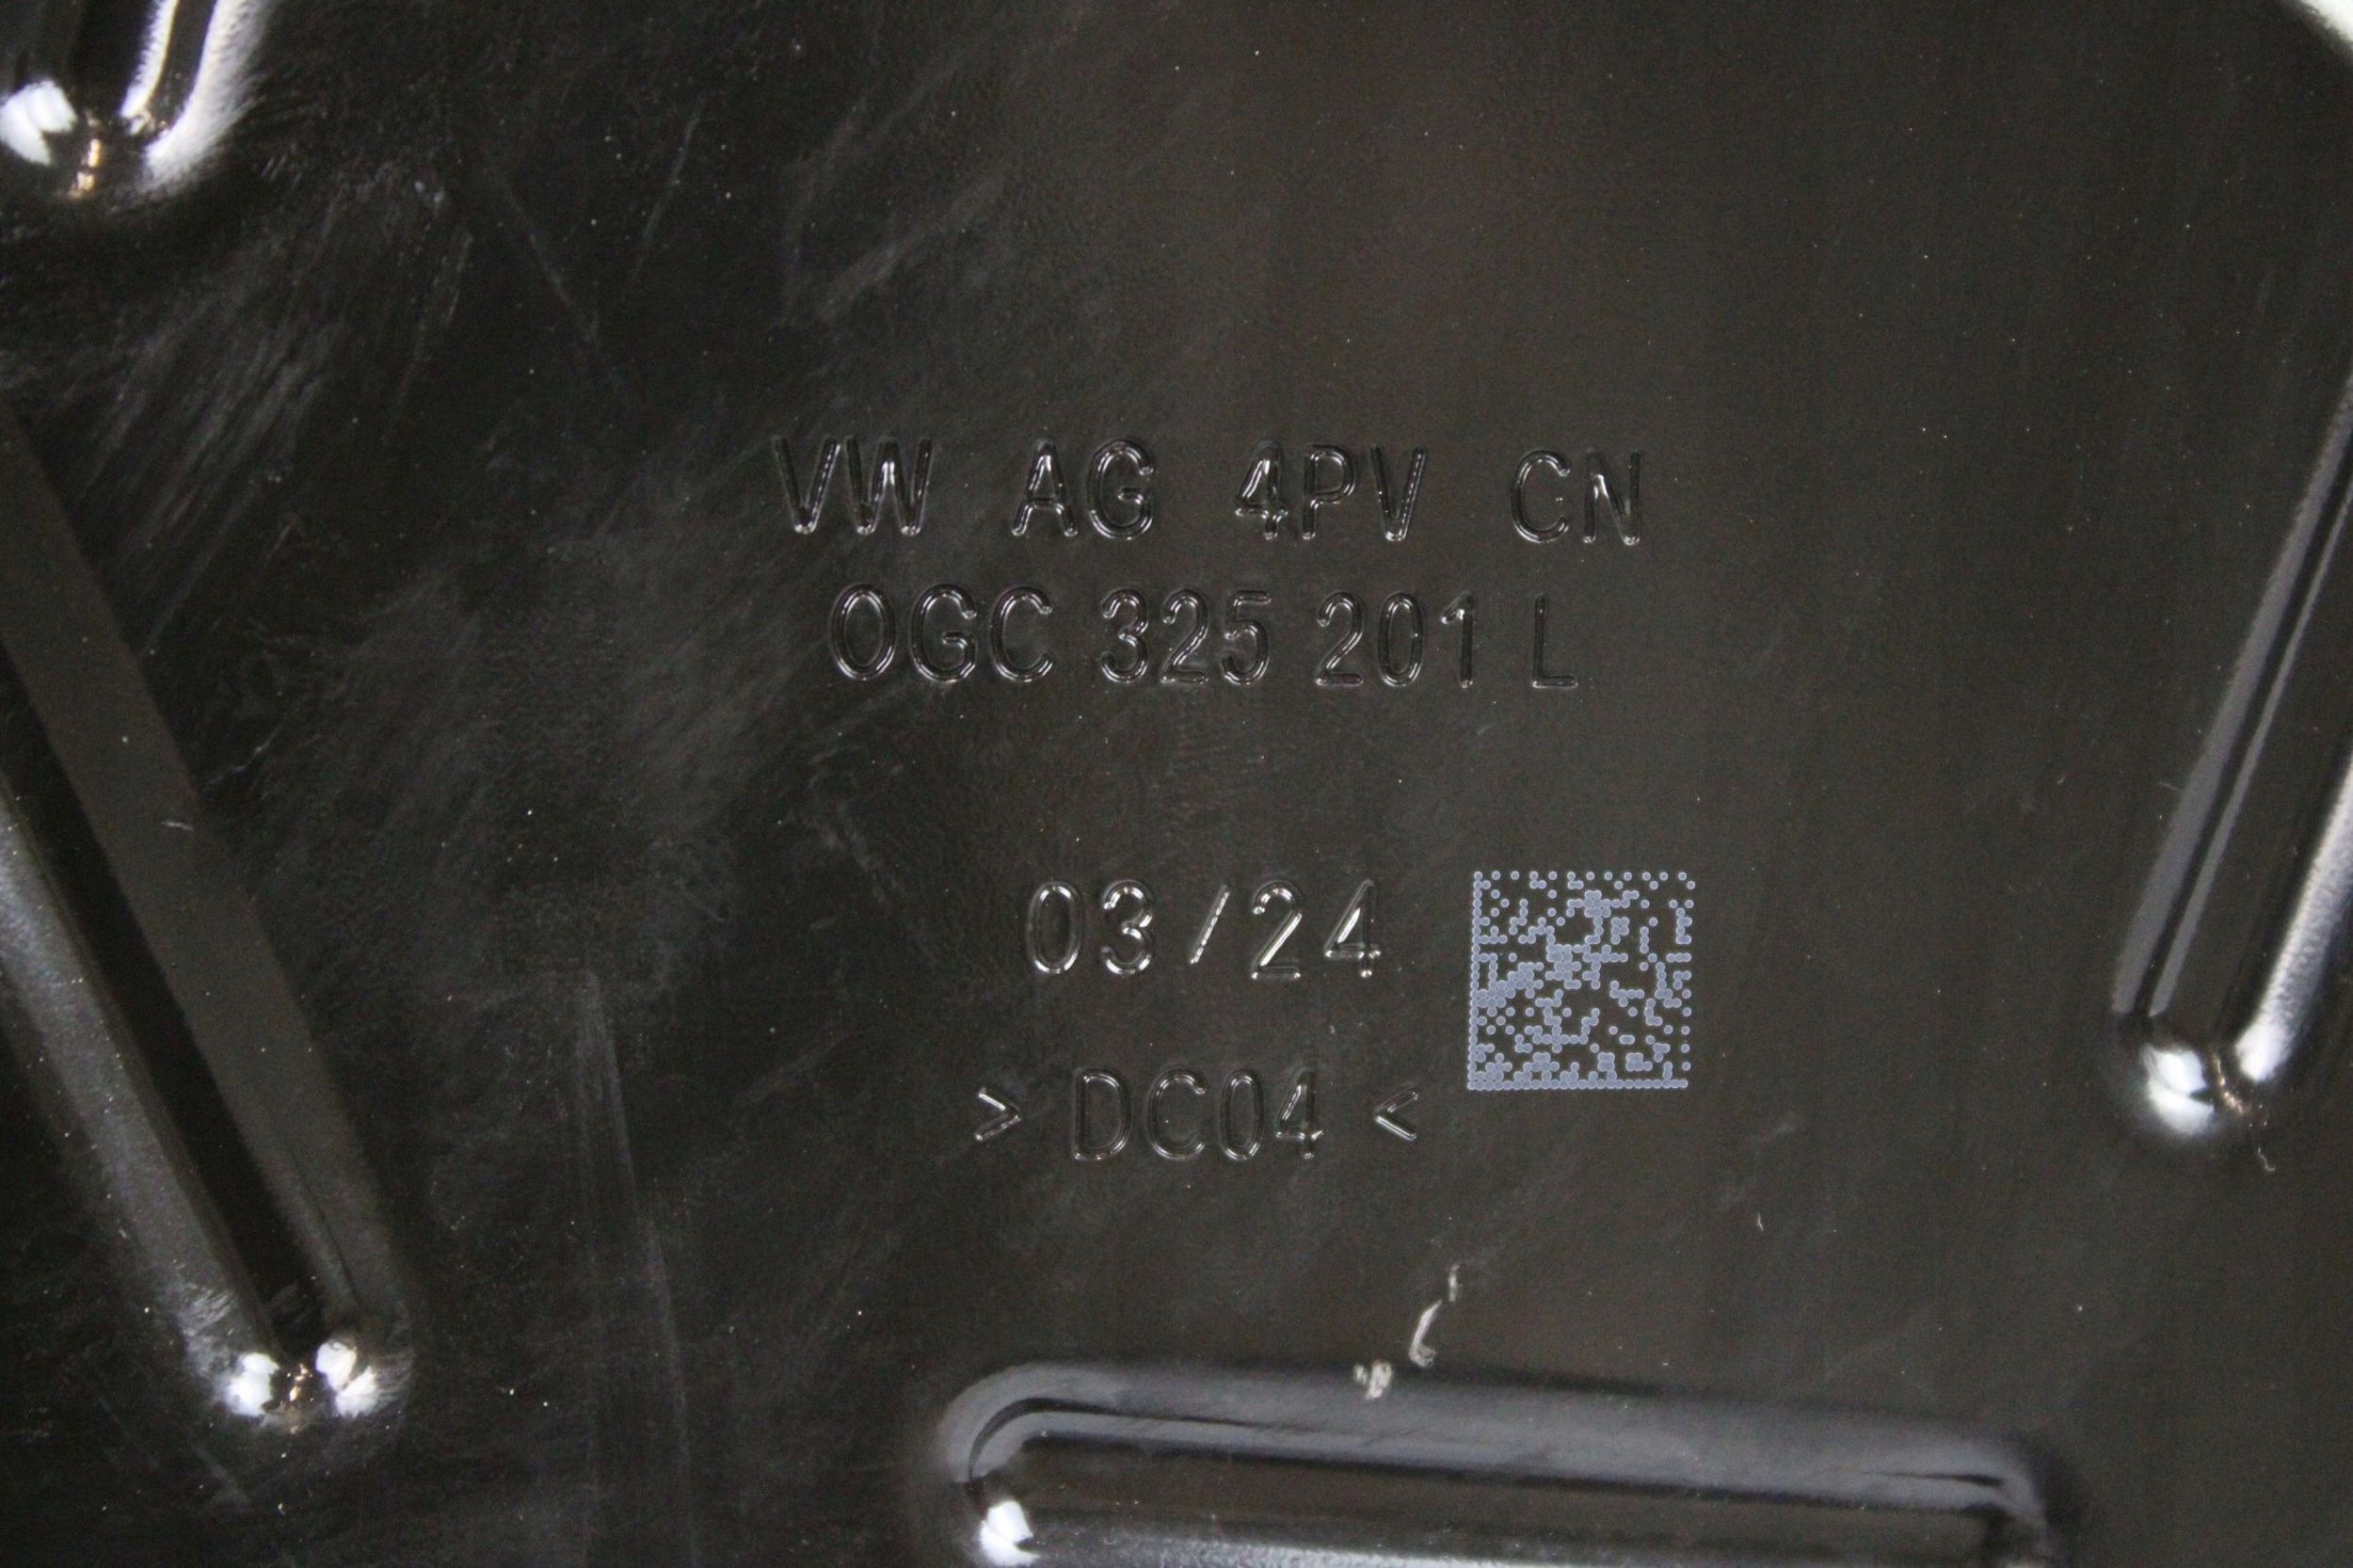 VW AG 4PV CN
0GC 325 201 L
03/24
> DC04 <